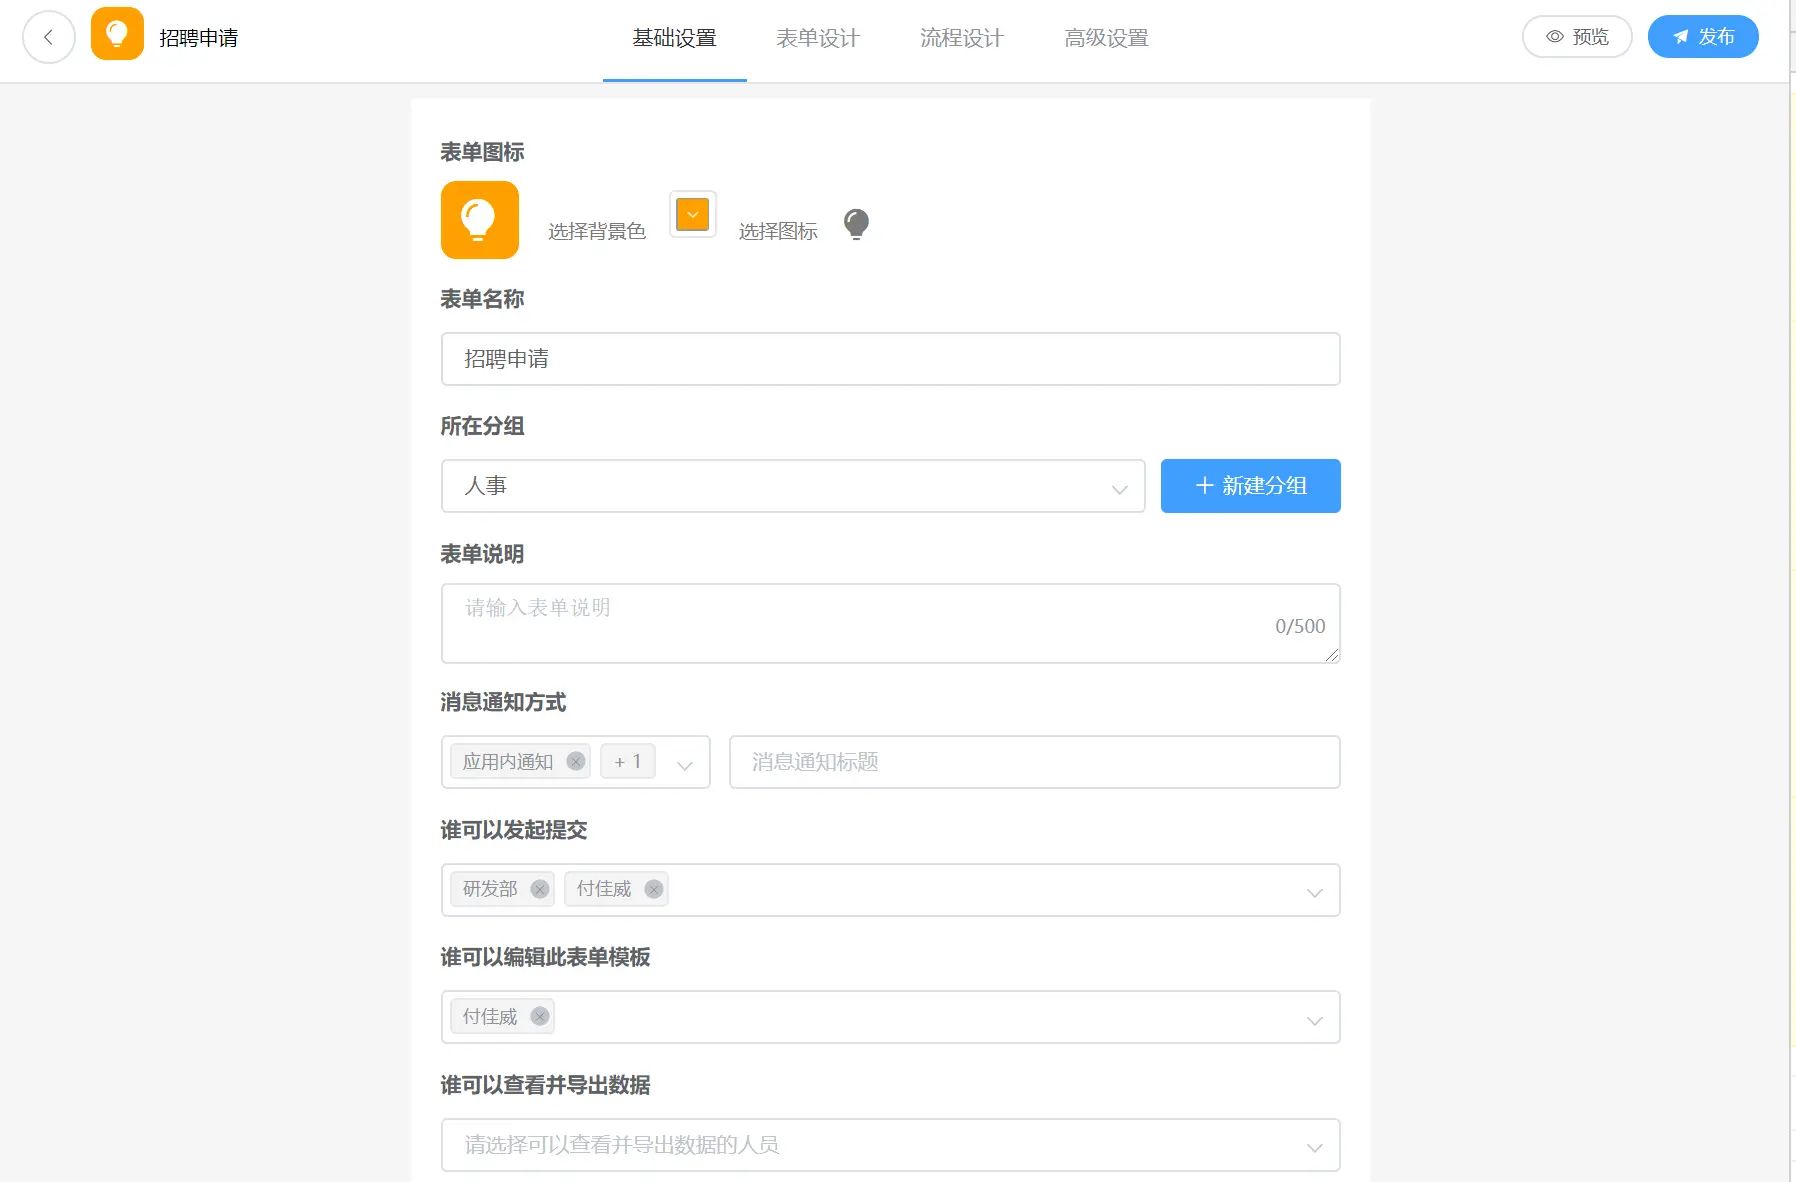 招聘申请
基础设置 表单设计 流程设计 高级设置
预览 发布
表单图标
选择背景色 选择图标
表单名称
招聘申请
所在分组
人事
新建分组
表单说明
请输入表单说明
0/500
消息通知方式
应用内通知 + 1 消息通知标题
谁可以发起提交
研发部 付佳威
谁可以编辑此表单模板
付佳威
谁可以查看并导出数据
请选择可以查看并导出数据的人员